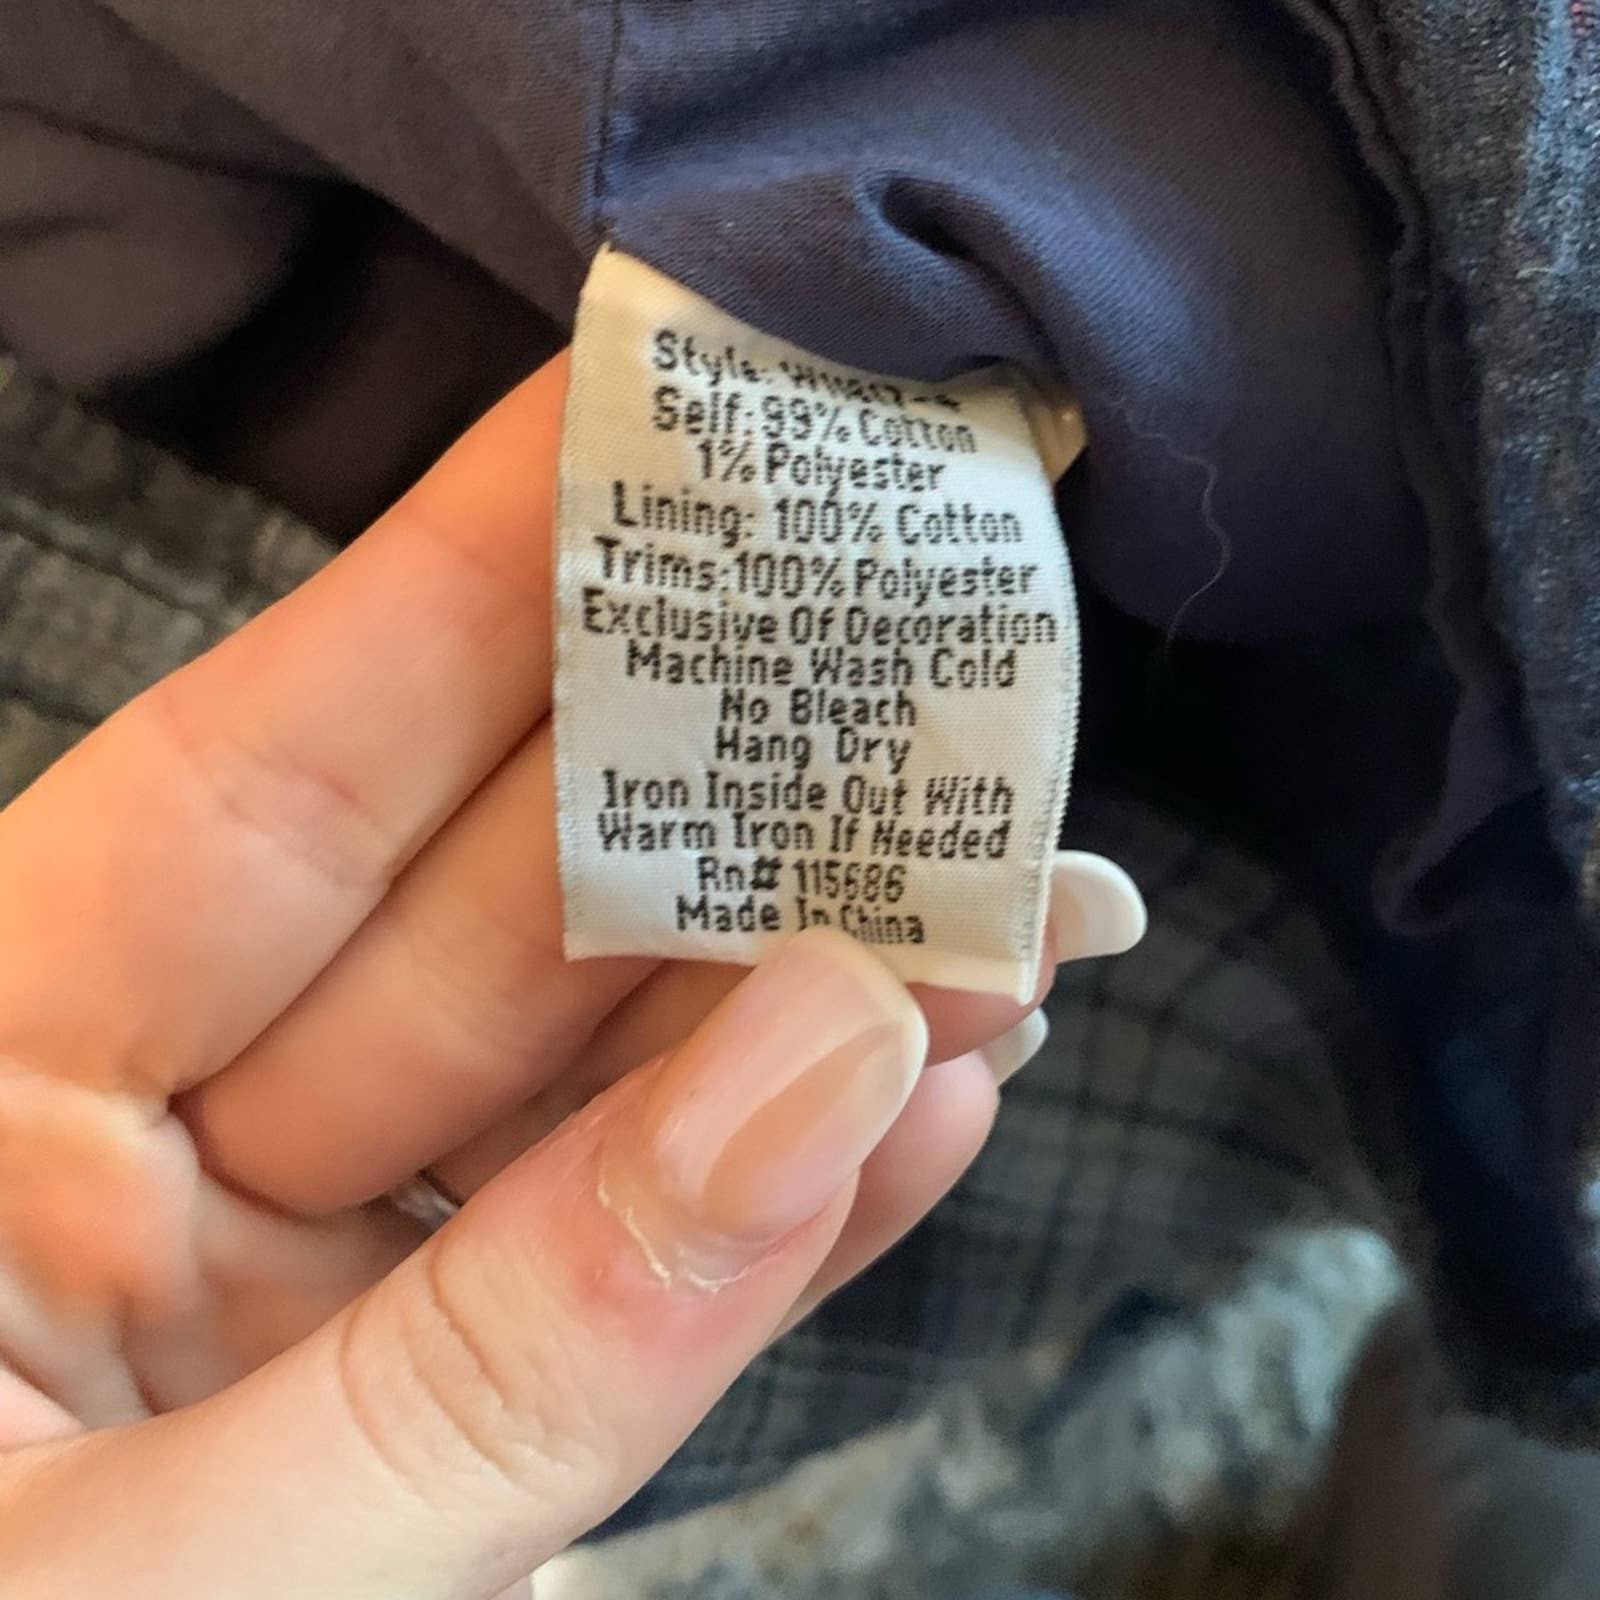 Style:
Self: 99% Cotton
1% Polyester
Lining: 100% Cotton
Trims: 100% Polyester
Exclusive Of Decoration
Machine Wash Cold
No Bleach
Hang Dry
Iron Inside Out With
Warm Iron If Needed
Rn# 115686
Made In China